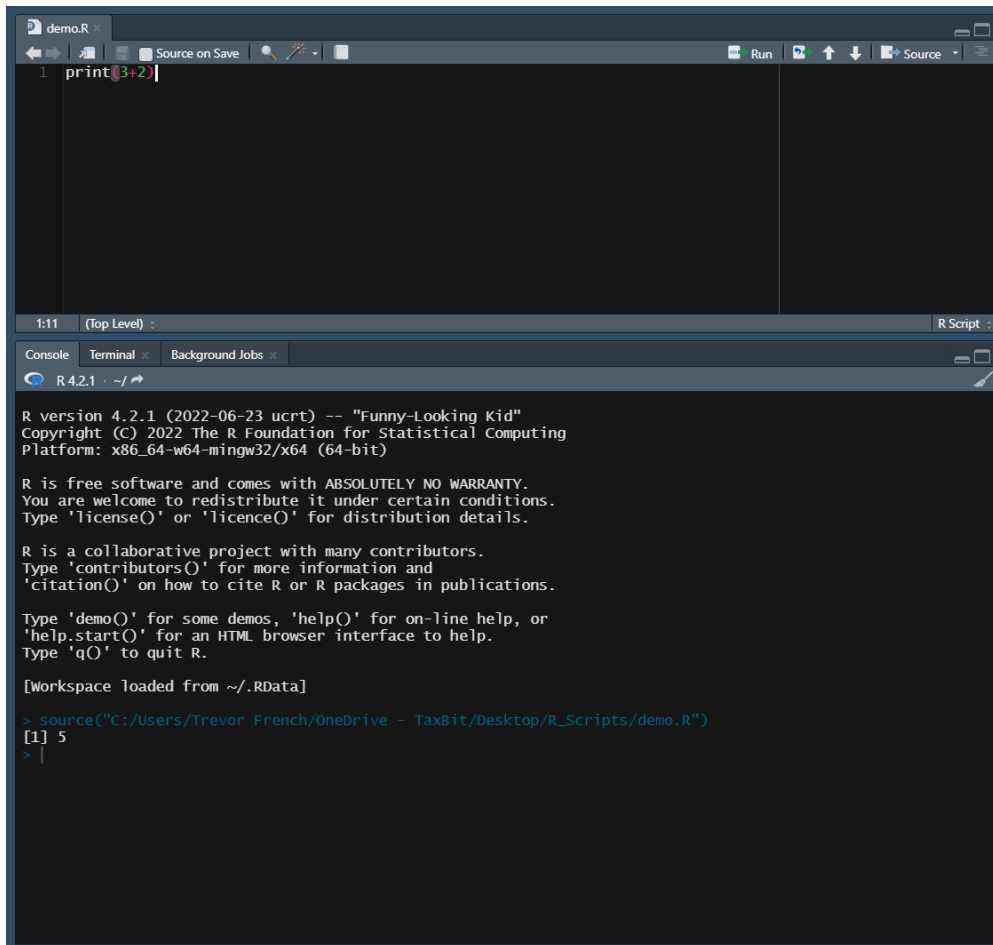 demo.R
Source on Save Run Source
1 print(3+2)
1:11 (Top Level) R Script
Console Terminal Background Jobs
R 4.2.1 · ~/
R version 4.2.1 (2022-06-23 ucrt) -- "Funny-Looking Kid"
Copyright (C) 2022 The R Foundation for Statistical Computing
Platform: x86_64-w64-mingw32/x64 (64-bit)
R is free software and comes with ABSOLUTELY NO WARRANTY.
You are welcome to redistribute it under certain conditions.
Type 'license()' or 'licence()' for distribution details.
R is a collaborative project with many contributors.
Type 'contributors()' for more information and
'citation()' on how to cite R or R packages in publications.
Type 'demo()' for some demos, 'help()' for on-line help, or
'help.start()' for an HTML browser interface to help.
Type 'q()' to quit R.
[Workspace loaded from ~/.RData]
> source("C:/Users/Trevor French/OneDrive - TaxBit/Desktop/R_Scripts/demo.R")
[1] 5
>